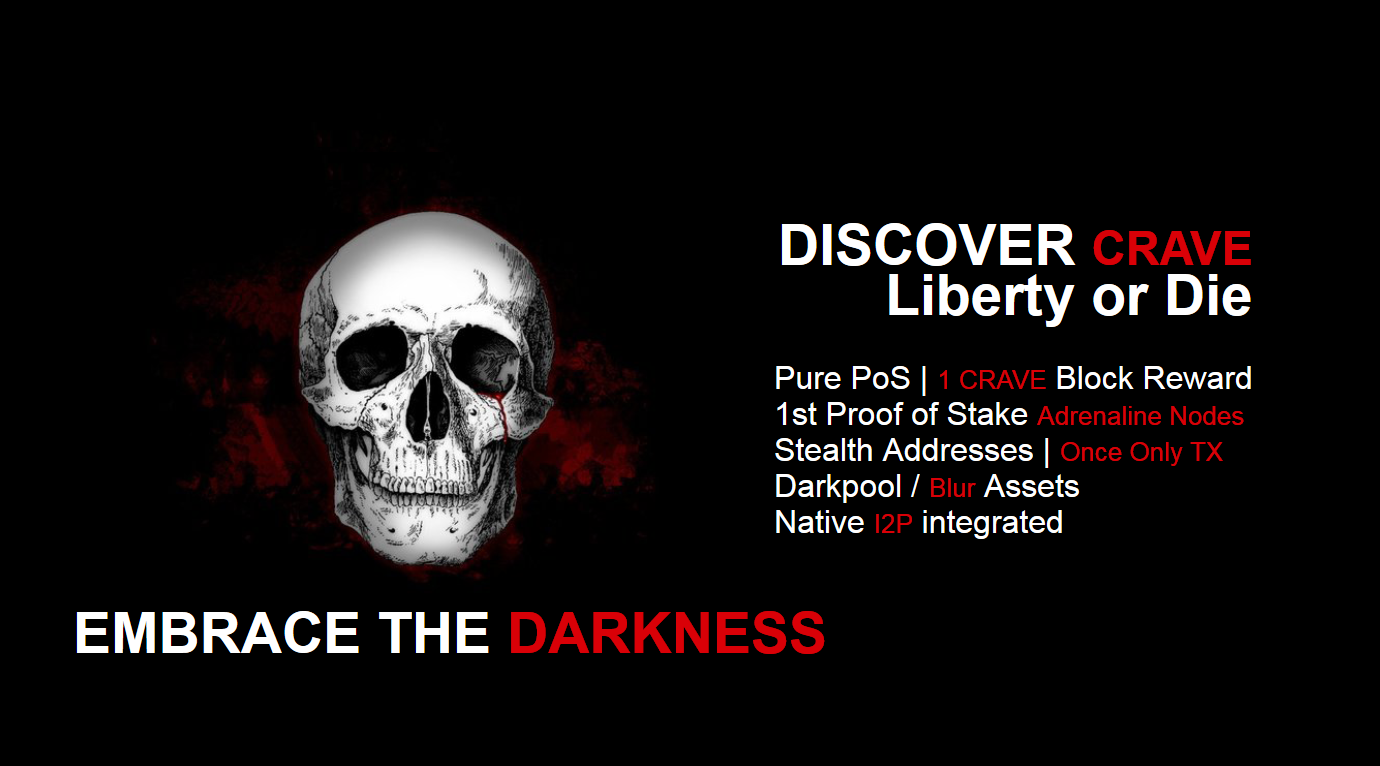 DISCOVER CRAVE
Liberty or Die
Pure PoS | 1 CRAVE Block Reward
1st Proof of Stake Adrenaline Nodes
Stealth Addresses | Once Only TX
Darkpool / Blur Assets
Native I2P integrated
EMBRACE THE DARKNESS